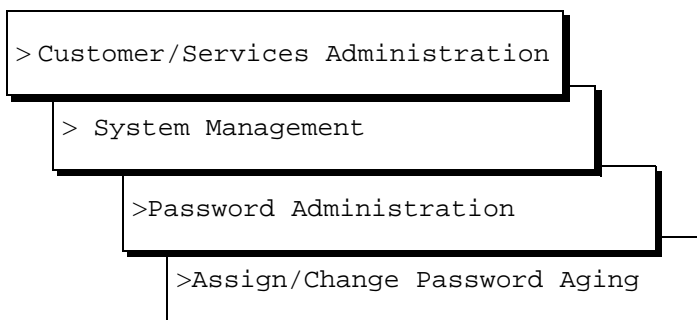 > Customer/Services Administration
> System Management
>Password Administration
>Assign/Change Password Aging